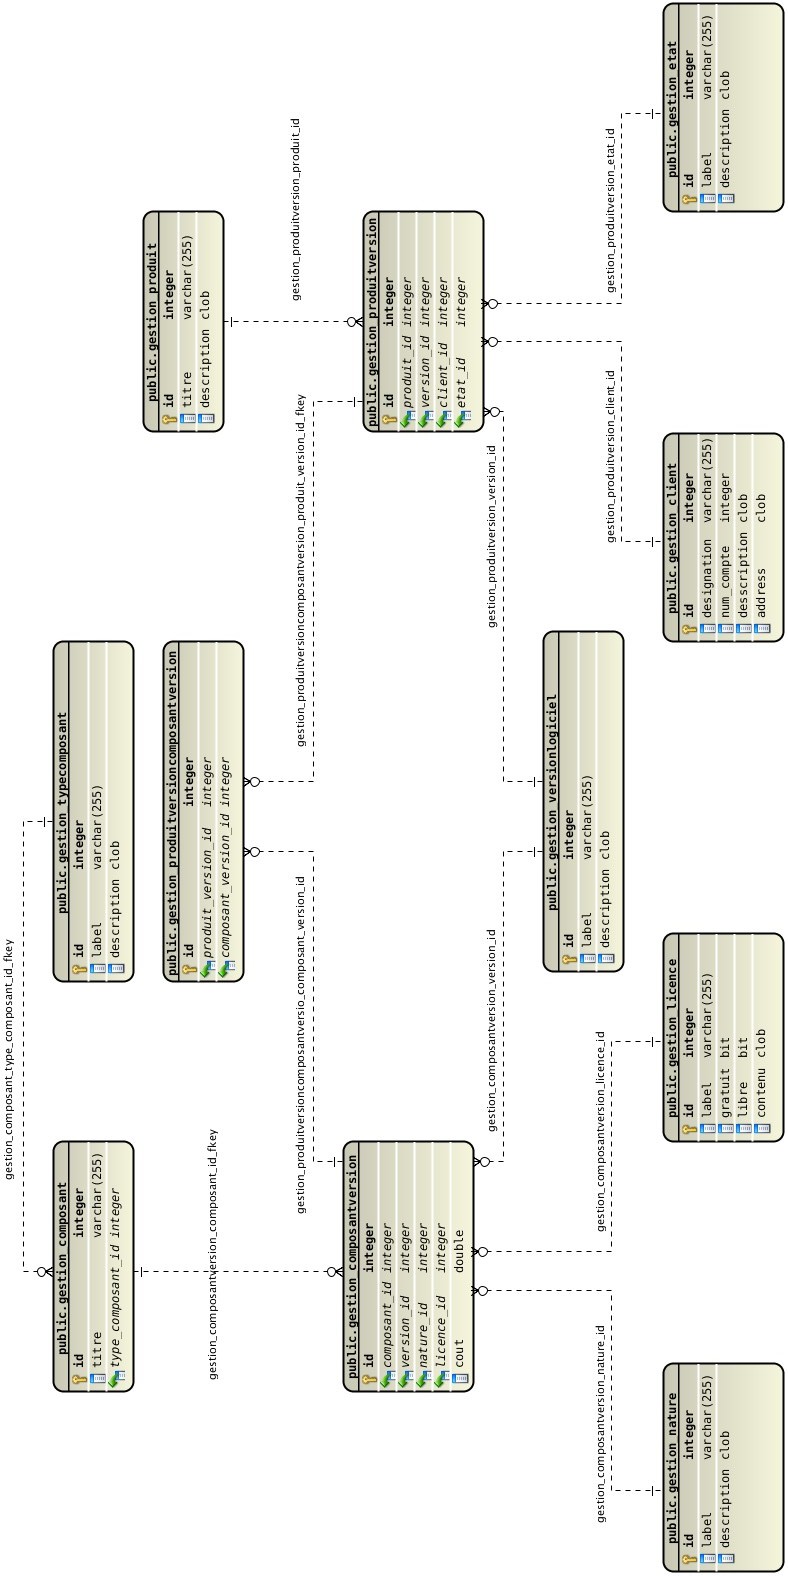 gestion_composant_type_composant_id_fkey
public.gestion_composant
id integer
titre varchar(255)
type_composant_id integer
public.gestion_typecomposant
id integer
label varchar(255)
description clob
public.gestion_produit
id integer
titre varchar(255)
description clob
public.gestion_produitversioncomposantversion
id integer
produit_version_id integer
composant_version_id integer
gestion_composantversion_composant_id_fkey
gestion_produitversioncomposantversio_composant_version_id
gestion_produitversioncomposantversion_produit_version_id_fkey
gestion_produitversion_produit_id
public.gestion_composantversion
id integer
composant_id integer
version_id integer
nature_id integer
licence_id integer
cout double
public.gestion_produitversion
id integer
produit_id integer
version_id integer
client_id integer
etat_id integer
gestion_composantversion_version_id
gestion_produitversion_version_id
public.gestion_versionlogiciel
id integer
label varchar(255)
description clob
gestion_composantversion_nature_id
gestion_composantversion_licence_id
gestion_produitversion_client_id
gestion_produitversion_etat_id
public.gestion_nature
id integer
label varchar(255)
description clob
public.gestion_licence
id integer
label varchar(255)
gratuit bit
libre bit
contenu clob
public.gestion_client
id integer
designation varchar(255)
num_compte integer
desscription clob
address clob
public.gestion_etat
id integer
label varchar(255)
description clob